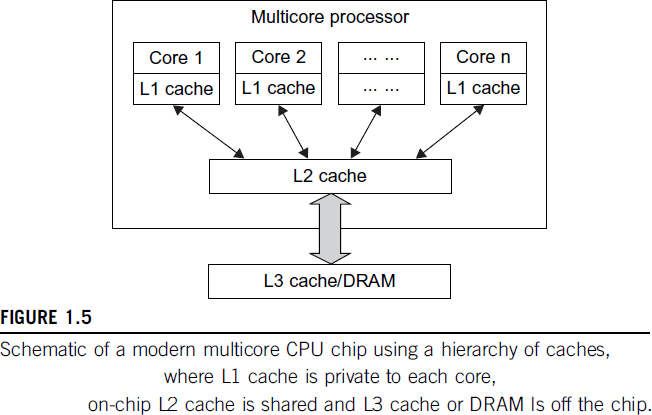 Multicore processor
Core 1 Core 2 ... ... Core n
L1 cache L1 cache ... ... L1 cache
L2 cache
L3 cache/DRAM
FIGURE 1.5
Schematic of a modern multicore CPU chip using a hierarchy of caches,
where L1 cache is private to each core,
on-chip L2 cache is shared and L3 cache or DRAM Is off the chip.